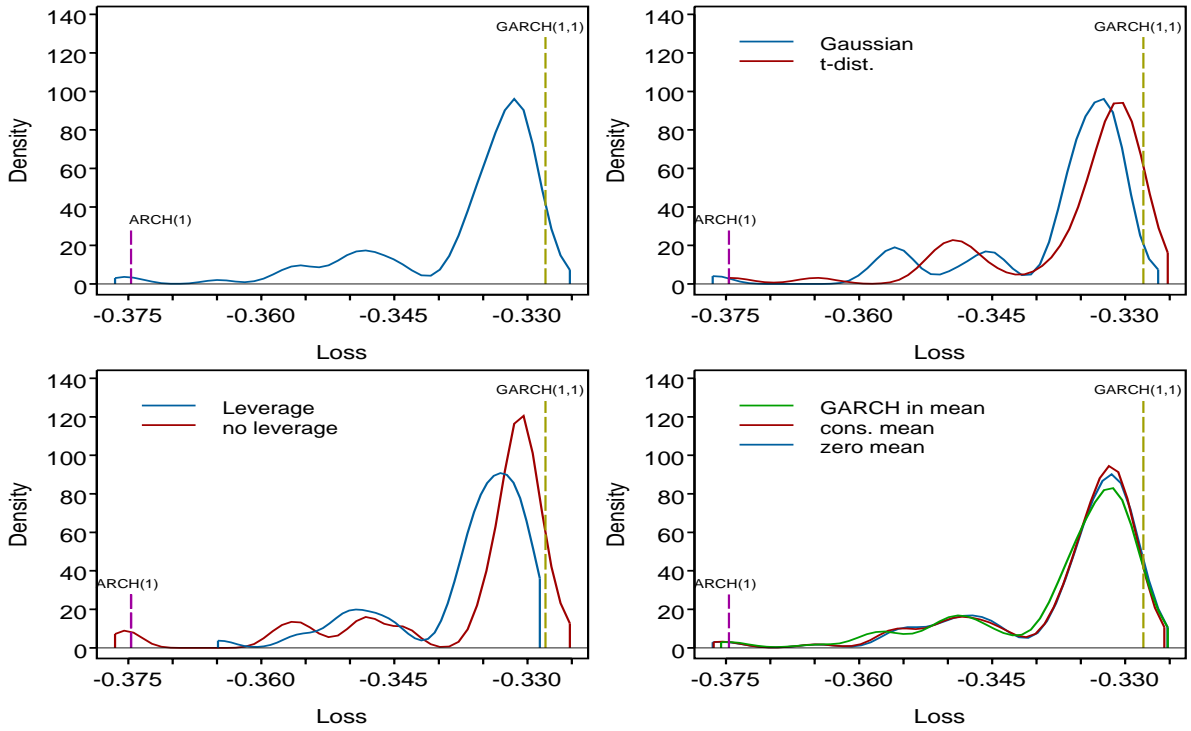 140
120
100
80
60
40
20
0
Density
GARCH(1,1)
ARCH(1)
-0.375
-0.360
-0.345
-0.330
Loss
140
120
100
80
60
40
20
0
Density
GARCH(1,1)
Gaussian
t-dist.
ARCH(1)
-0.375
-0.360
-0.345
-0.330
Loss
140
120
100
80
60
40
20
0
Density
GARCH(1,1)
Leverage
no leverage
ARCH(1)
-0.375
-0.360
-0.345
-0.330
Loss
140
120
100
80
60
40
20
0
Density
GARCH(1,1)
GARCH in mean
cons. mean
zero mean
ARCH(1)
-0.375
-0.360
-0.345
-0.330
Loss